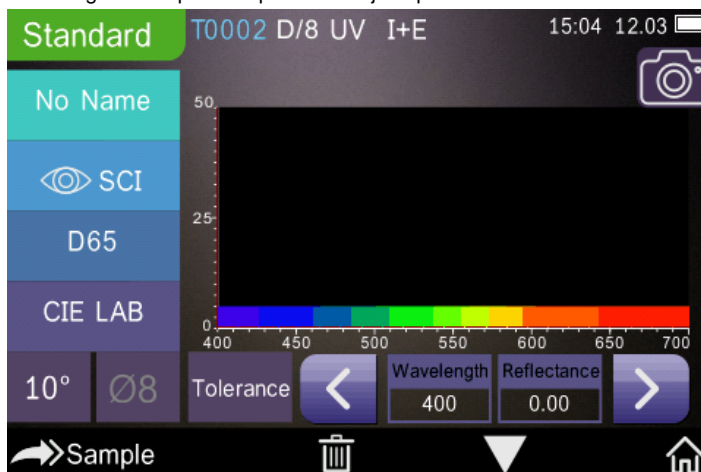 Standard
T0002 D/8 UV I+E
15:04 12.03
No Name
SCI
D65
CIE LAB
10° Ø8
50
25
0
400 450 500 550 600 650 700
Tolerance
Wavelength
400
Reflectance
0.00
Sample